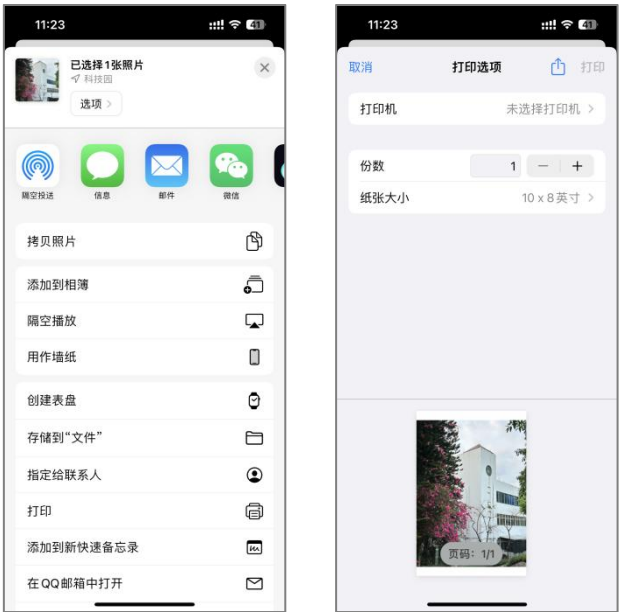 11:23
41
已选择1张照片
科技园
选项
隔空投送
信息
邮件
微信
拷贝照片
添加到相簿
隔空播放
用作墙纸
创建表盘
存储到“文件”
指定给联系人
打印
添加到新快速备忘录
在QQ邮箱中打开
11:23
41
取消
打印选项
打印
打印机
未选择打印机
份数
1
纸张大小
10 x 8英寸
页码：1/1